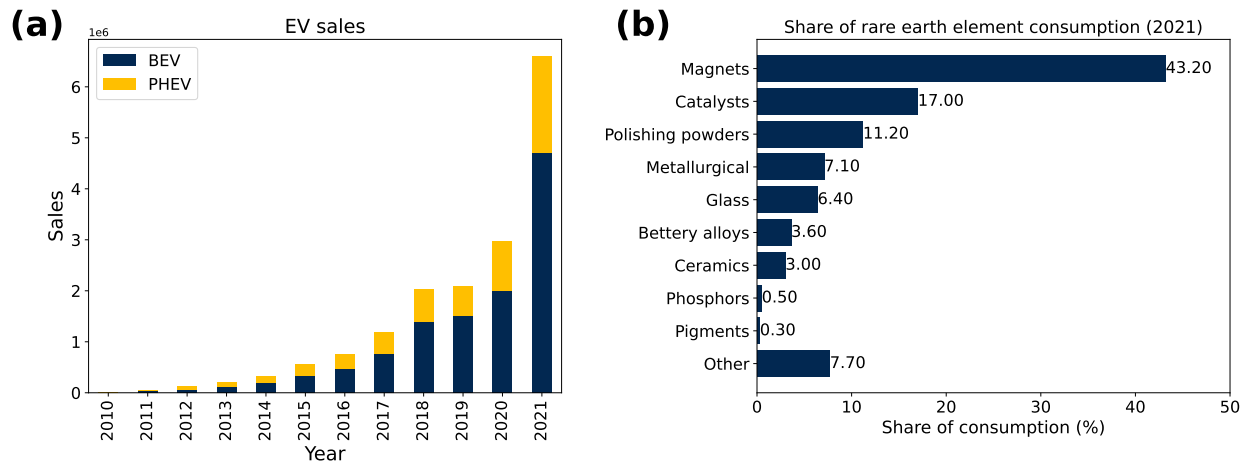 (a)
EV sales
1e6
BEV
PHEV
6
5
4
3
2
1
0
Sales
2010
2011
2012
2013
2014
2015
2016
2017
2018
2019
2020
2021
Year
(b)
Share of rare earth element consumption (2021)
Magnets 43.20
Catalysts 17.00
Polishing powders 11.20
Metallurgical 7.10
Glass 6.40
Bettery alloys 3.60
Ceramics 3.00
Phosphors 0.50
Pigments 0.30
Other 7.70
0 10 20 30 40 50
Share of consumption (%)